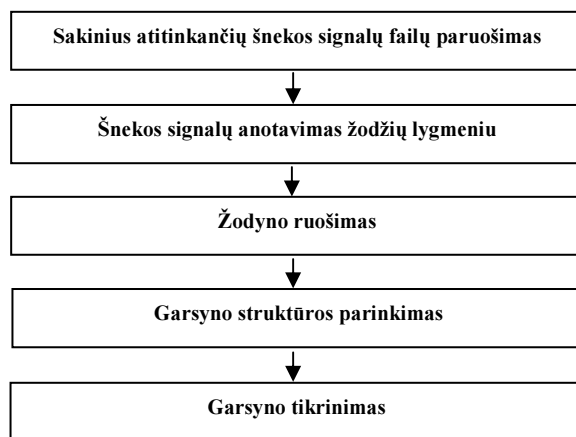 Sakinius atitinkančių šnekos signalų failų paruošimas
Šnekos signalų anotavimas žodžių lygmeniu
Žodyno ruošimas
Garsyno struktūros parinkimas
Garsyno tikrinimas